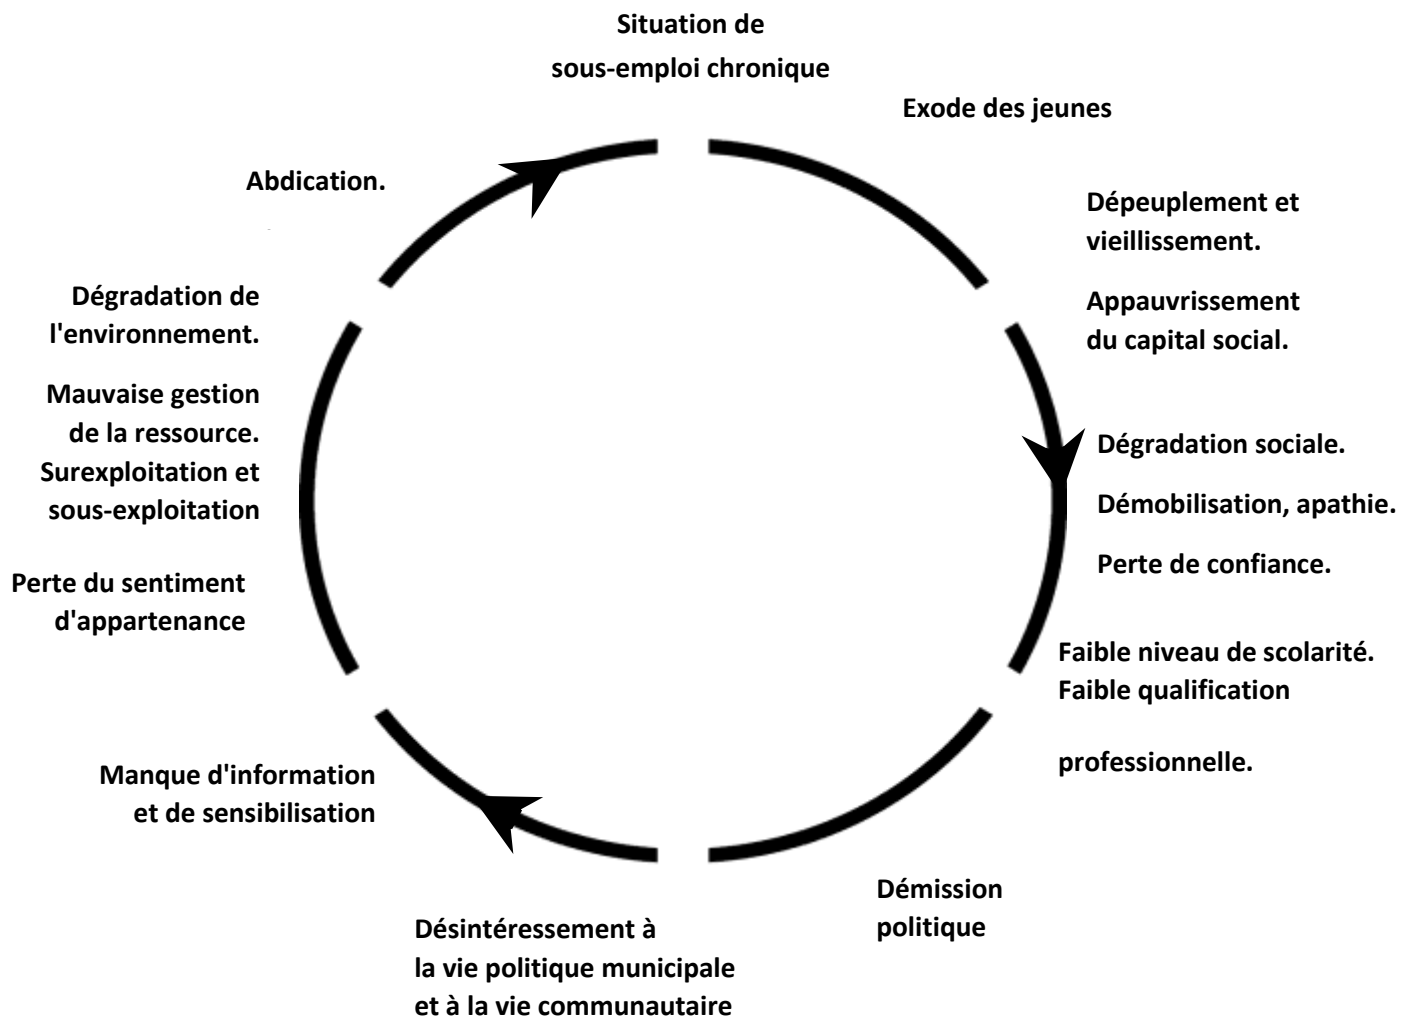 Situation de
sous-emploi chronique
Exode des jeunes
Abdication.
Dépeuplement et
vieillissement.
Appauvrissement
du capital social.
Dégradation de
l'environnement.
Mauvaise gestion
de la ressource.
Surexploitation et
sous-exploitation
Dégradation sociale.
Démobilisation, apathie.
Perte de confiance.
Perte du sentiment
d'appartenance
Faible niveau de scolarité.
Faible qualification
professionnelle.
Manque d'information
et de sensibilisation
Démission
politique
Désintéressement à
la vie politique municipale
et à la vie communautaire